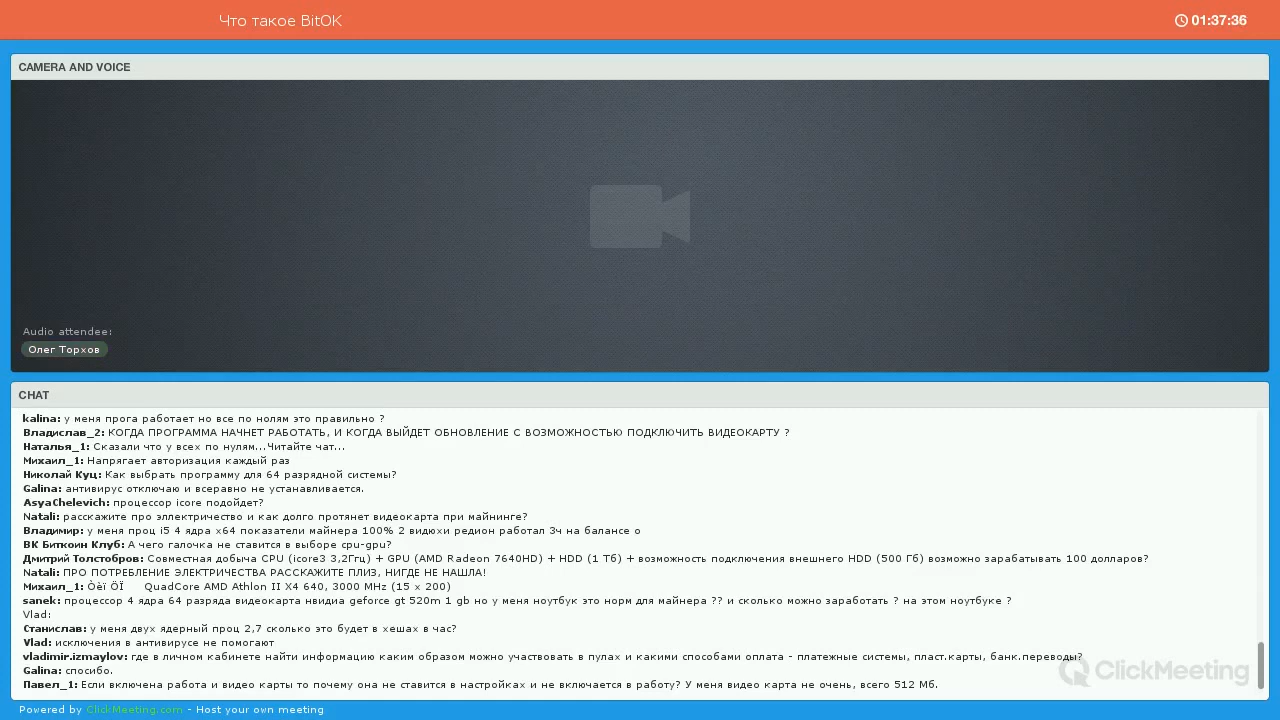 Что такое BitOK
01:37:36
CAMERA AND VOICE
Audio attendee:
Олег Торхов
CHAT
kalina: у меня прога работает но все по нолям это правильно ?
Владислав_2: КОГДА ПРОГРАММА НАЧНЕТ РАБОТАТЬ, И КОГДА ВЫЙДЕТ ОБНОВЛЕНИЕ С ВОЗМОЖНОСТЬЮ ПОДКЛЮЧИТЬ ВИДЕОКАРТУ ?
Наталья_1: Сказали что у всех по нулям...Читайте чат...
Михаил_1: Напрягает авторизация каждый раз
Николай Куц: Как выбрать программу для 64 разрядной системы?
Galina: антивирус отключаю и всеравно не устанавливается.
AsyaChelevich: процессор icore подойдет?
Natali: расскажите про эллектричество и как долго протянет видеокарта при майнинге?
Владимир: у меня проц i5 4 ядра x64 показатели майнера 100% 2 видюхи редион работал 3ч на балансе о
ВК Биткоин Клуб: А чего галочка не ставится в выборе cpu-gpu?
Дмитрий Толстобров: Совместная добыча CPU (icore3 3,2Ггц) + GPU (AMD Radeon 7640HD) + HDD (1 Тб) + возможность подключения внешнего HDD (500 Гб) возможно зарабатывать 100 долларов?
Natali: ПРО ПОТРЕБЛЕНИЕ ЭЛЕКТРИЧЕСТВА РАССКАЖИТЕ ПЛИЗ, НИГДЕ НЕ НАШЛА!
Михаил_1: Òèï ÖÏ QuadCore AMD Athlon II X4 640, 3000 MHz (15 x 200)
sanek: процессор 4 ядра 64 разряда видеокарта нвидиа geforce gt 520m 1 gb но у меня ноутбук это норм для майнера ?? и сколько можно заработать ? на этом ноутбуке ?
Vlad:
Станислав: у меня двух ядерный проц 2,7 сколько это будет в хешах в час?
Vlad: исключения в антивирусе не помогают
vladimir.izmaylov: где в личном кабинете найти информацию каким образом можно участвовать в пулах и какими способами оплата - платежные системы, пласт.карты, банк.переводы?
Galina: спосибо.
Павел_1: Если включена работа и видео карты то почему она не ставится в настройках и не включается в работу? У меня видео карта не очень, всего 512 Мб.
ClickMeeting
Powered by ClickMeeting.com - Host your own meeting